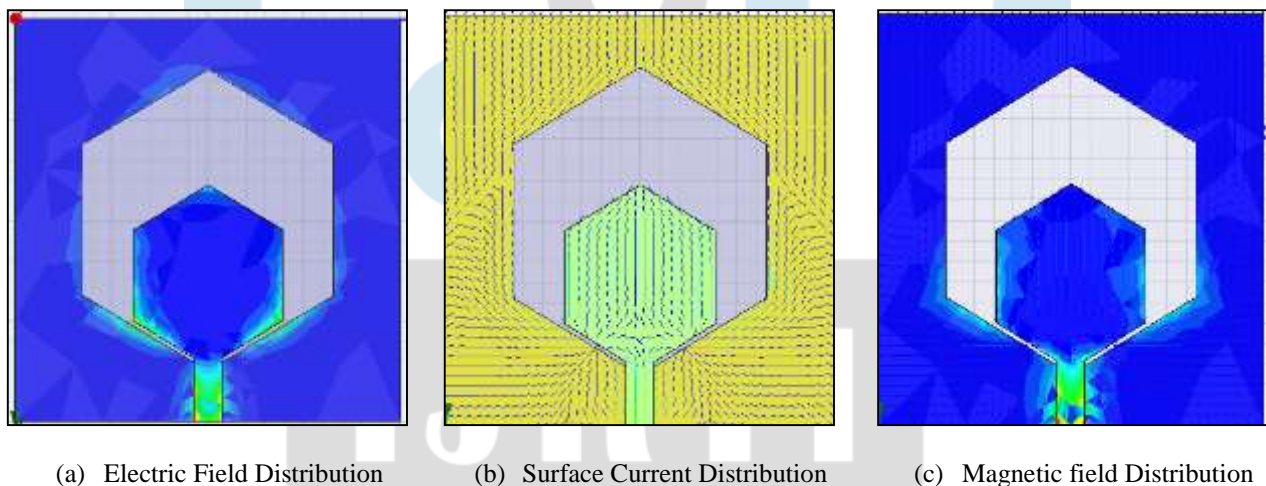 (a) Electric Field Distribution
(b) Surface Current Distribution
(c) Magnetic field Distribution